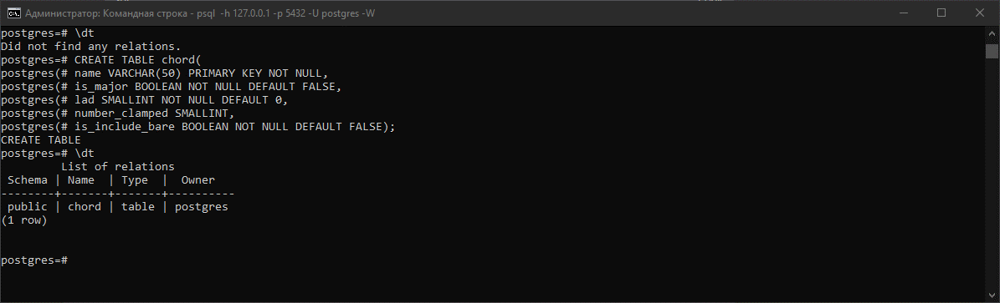 Администратор: Командная строка - psql -h 127.0.0.1 -p 5432 -U postgres -W
postgres=# \dt
Did not find any relations.
postgres=# CREATE TABLE chord(
postgres(# name VARCHAR(50) PRIMARY KEY NOT NULL,
postgres(# is_major BOOLEAN NOT NULL DEFAULT FALSE,
postgres(# lad SMALLINT NOT NULL DEFAULT 0,
postgres(# number_clamped SMALLINT,
postgres(# is_include_bare BOOLEAN NOT NULL DEFAULT FALSE);
CREATE TABLE
postgres=# \dt
         List of relations
 Schema | Name  | Type  |  Owner
--------+-------+-------+----------
 public | chord | table | postgres
(1 row)
postgres=#